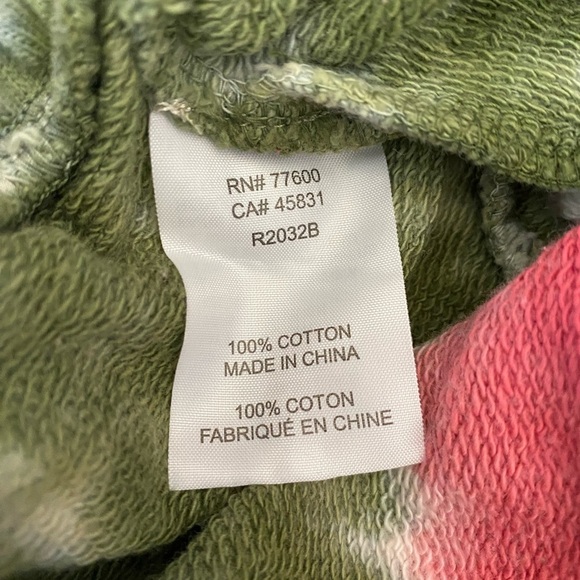 RN# 77600
CA# 45831
R2032B
100% COTTON
MADE IN CHINA
100% COTON
FABRIQUÉ EN CHINE